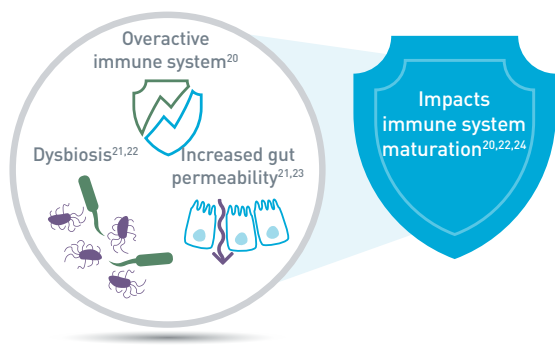 Overactive
immune system20
Dysbiosis21,22
Increased gut
permeability21,23
Impacts
immune system
maturation20,22,24